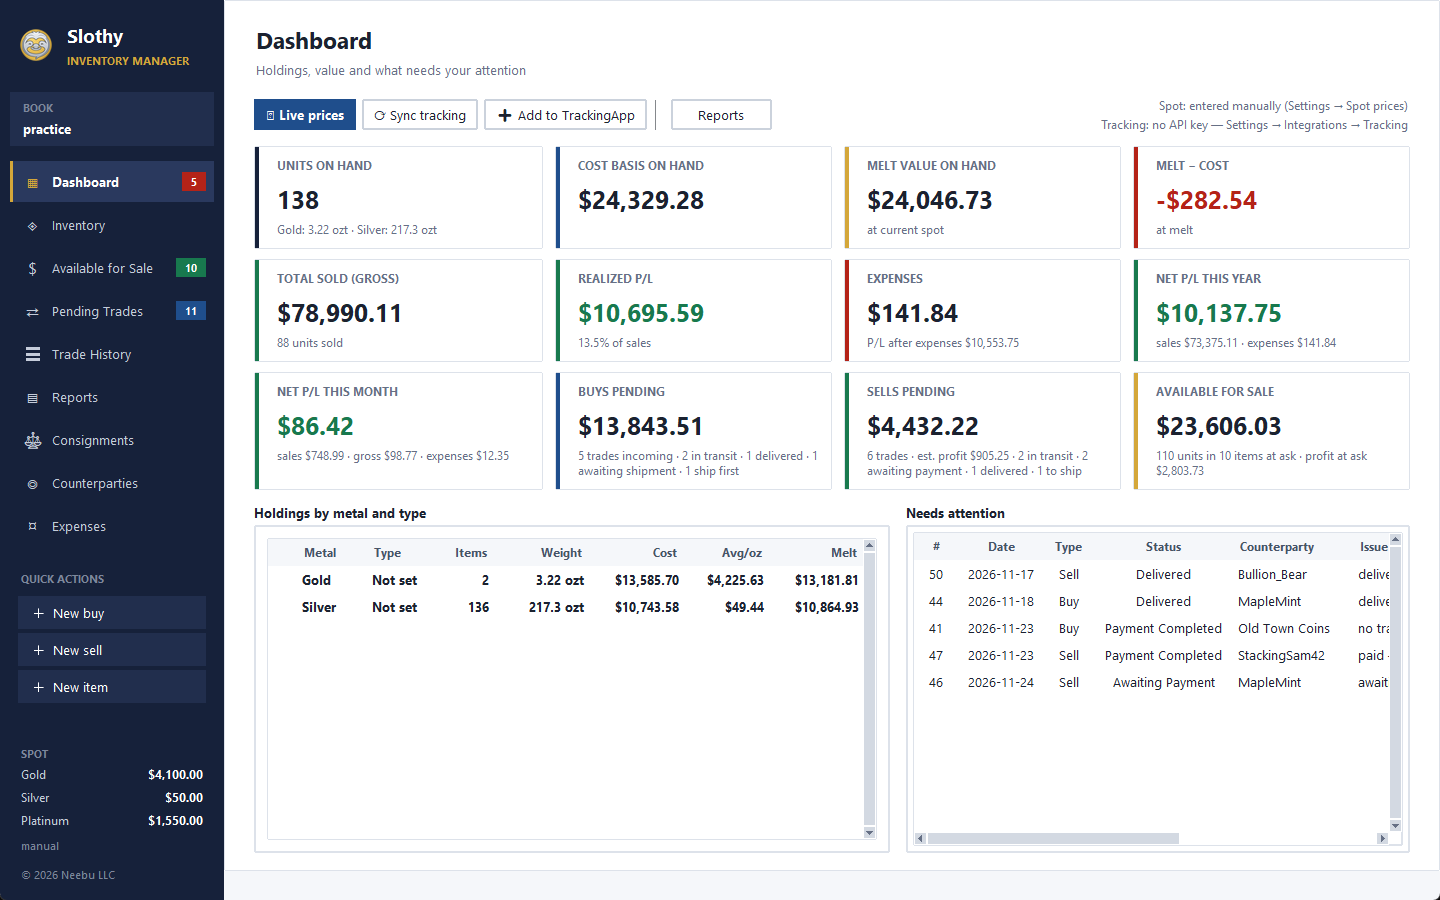 Slothy
INVENTORY MANAGER
BOOK
practice
Dashboard 5
Inventory
Available for Sale 10
Pending Trades 11
Trade History
Reports
Consignments
Counterparties
Expenses
QUICK ACTIONS
+ New buy
+ New sell
+ New item
SPOT
Gold $4,100.00
Silver $50.00
Platinum $1,550.00
manual
© 2026 Neebu LLC
Dashboard
Holdings, value and what needs your attention
Live prices
Sync tracking
+ Add to TrackingApp
Reports
Spot: entered manually (Settings → Spot prices)
Tracking: no API key — Settings → Integrations → Tracking
UNITS ON HAND
138
Gold: 3.22 ozt · Silver: 217.3 ozt
COST BASIS ON HAND
$24,329.28
MELT VALUE ON HAND
$24,046.73
at current spot
MELT – COST
-$282.54
at melt
TOTAL SOLD (GROSS)
$78,990.11
88 units sold
REALIZED P/L
$10,695.59
13.5% of sales
EXPENSES
$141.84
P/L after expenses $10,553.75
NET P/L THIS YEAR
$10,137.75
sales $73,375.11 · expenses $141.84
NET P/L THIS MONTH
$86.42
sales $748.99 · gross $98.77 · expenses $12.35
BUYS PENDING
$13,843.51
5 trades incoming · 2 in transit · 1 delivered · 1
awaiting shipment · 1 ship first
SELLS PENDING
$4,432.22
6 trades · est. profit $905.25 · 2 in transit · 2
awaiting payment · 1 delivered · 1 to ship
AVAILABLE FOR SALE
$23,606.03
110 units in 10 items at ask · profit at ask
$2,803.73
Holdings by metal and type
Metal Type Items Weight Cost Avg/oz Melt
Gold Not set 2 3.22 ozt $13,585.70 $4,225.63 $13,181.81
Silver Not set 136 217.3 ozt $10,743.58 $49.44 $10,864.93
Needs attention
# Date Type Status Counterparty Issue
50 2026-11-17 Sell Delivered Bullion_Bear delive
44 2026-11-18 Buy Delivered MapleMint delive
41 2026-11-23 Buy Payment Completed Old Town Coins no tra
47 2026-11-23 Sell Payment Completed StackingSam42 paid
46 2026-11-24 Sell Awaiting Payment MapleMint await